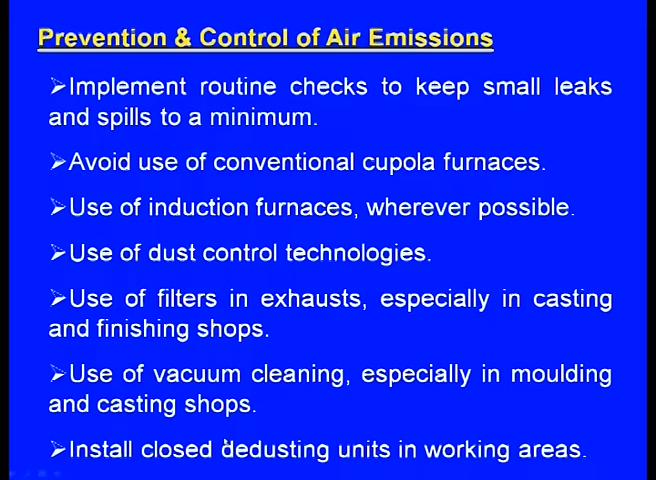 Prevention & Control of Air Emissions
➢Implement routine checks to keep small leaks
and spills to a minimum.
➢Avoid use of conventional cupola furnaces.
➢Use of induction furnaces, wherever possible.
➢Use of dust control technologies.
➢Use of filters in exhausts, especially in casting
and finishing shops.
➢Use of vacuum cleaning, especially in moulding
and casting shops.
➢Install closed dedusting units in working areas.